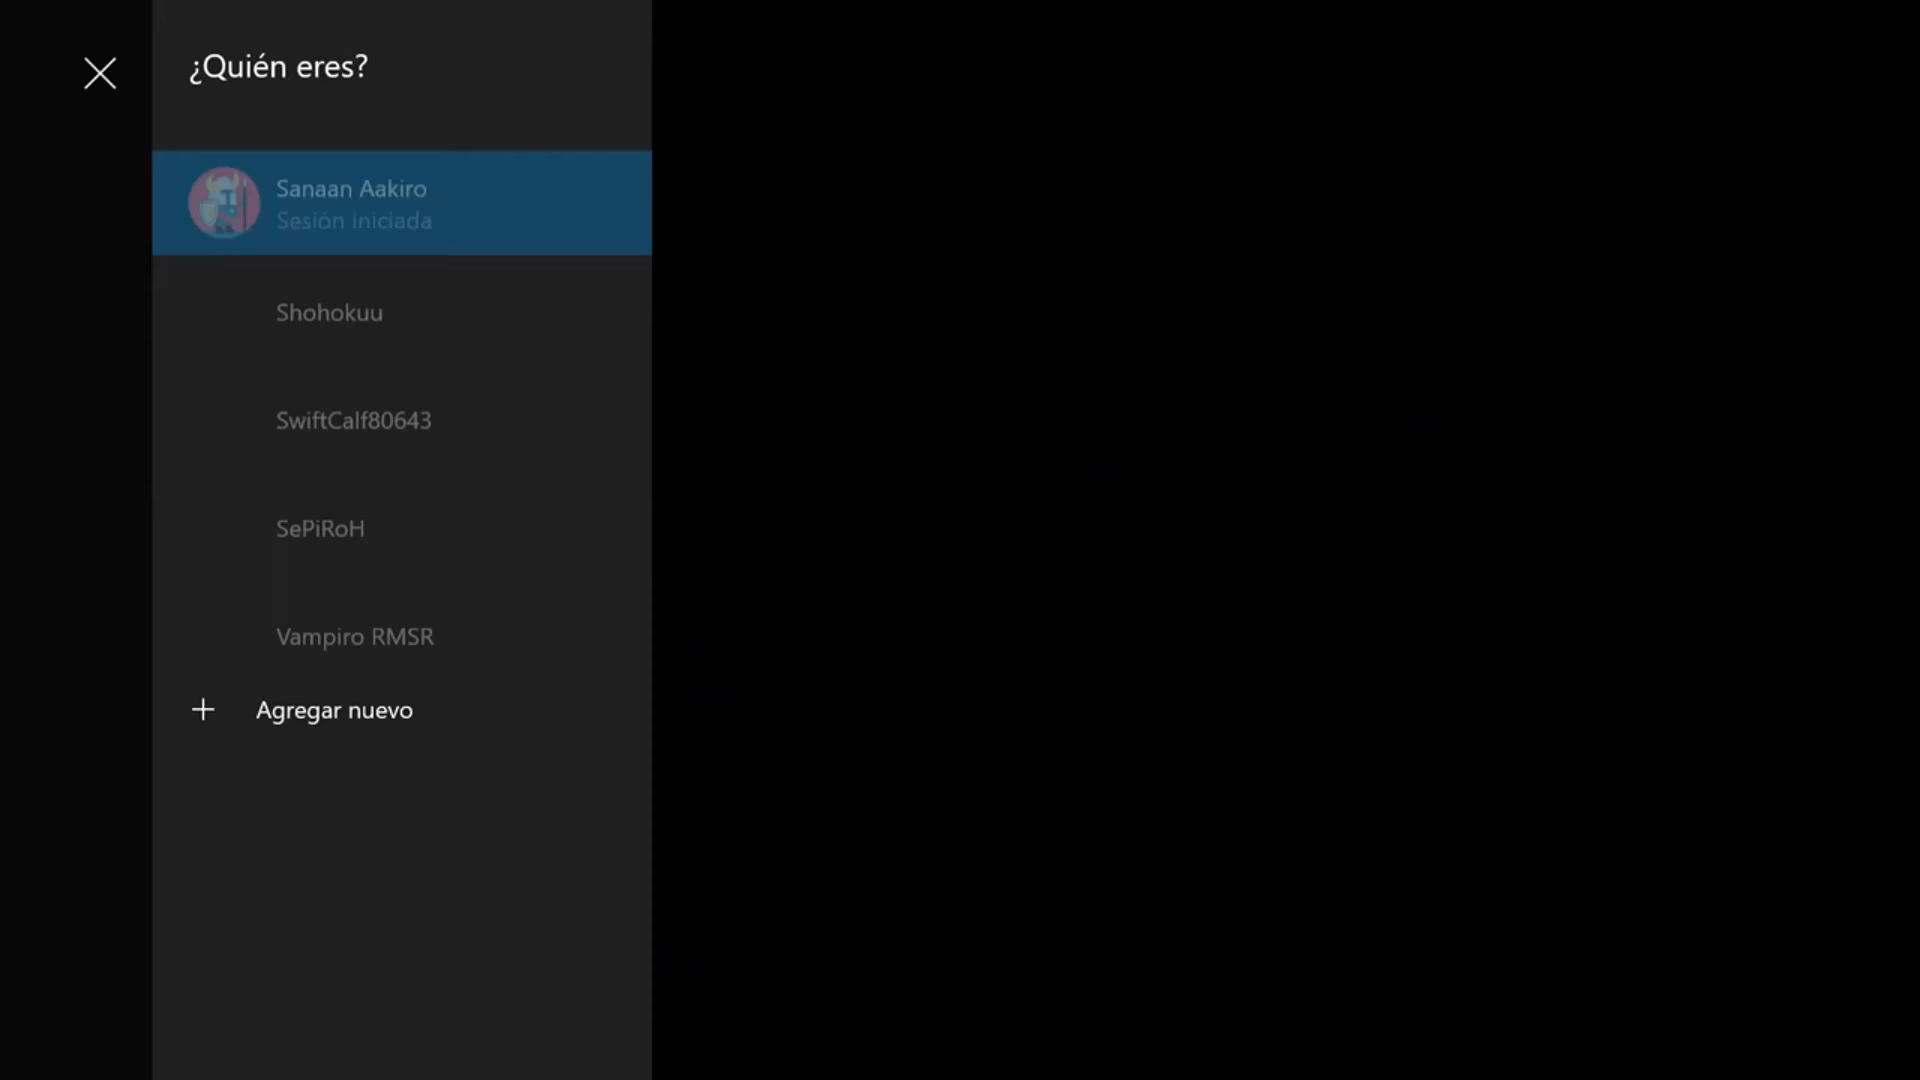 ¿Quién eres?
Sanaan Aakiro
Sesión iniciada
Shohokuu
SwiftCalf80643
SePiRoH
Vampiro RMSR
Agregar nuevo